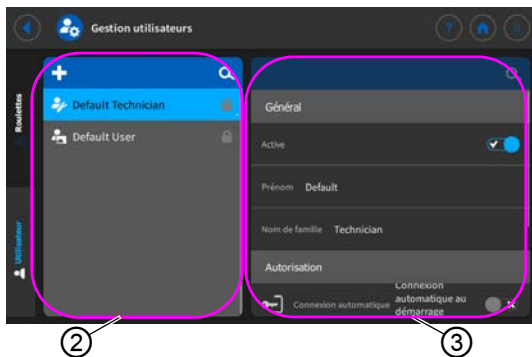 Gestion utilisateurs
?
Roulettes
Utilisateur
Default Technician
Default User
Général
Active
Prénom Default
Nom de famille Technician
Autorisation
Connexion automatique
Connexion
automatique au
démarrage
2
3